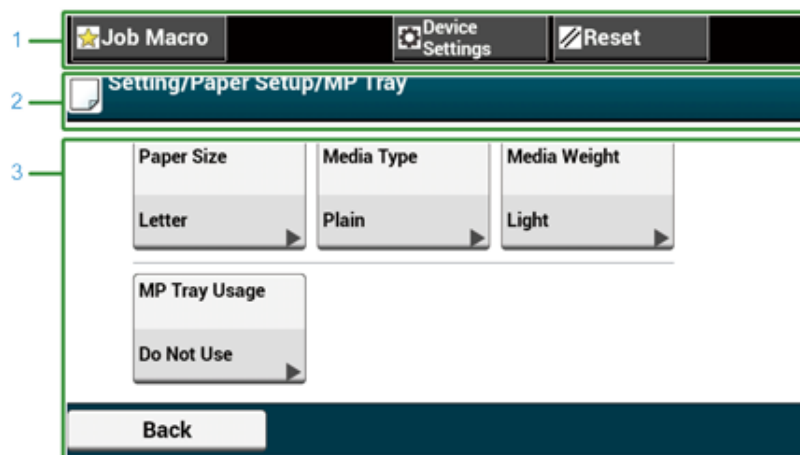 1
Job Macro
Device
Settings
Reset
2
Setting/Paper Setup/MP Tray
3
Paper Size
Media Type
Media Weight
Letter
Plain
Light
MP Tray Usage
Do Not Use
Back